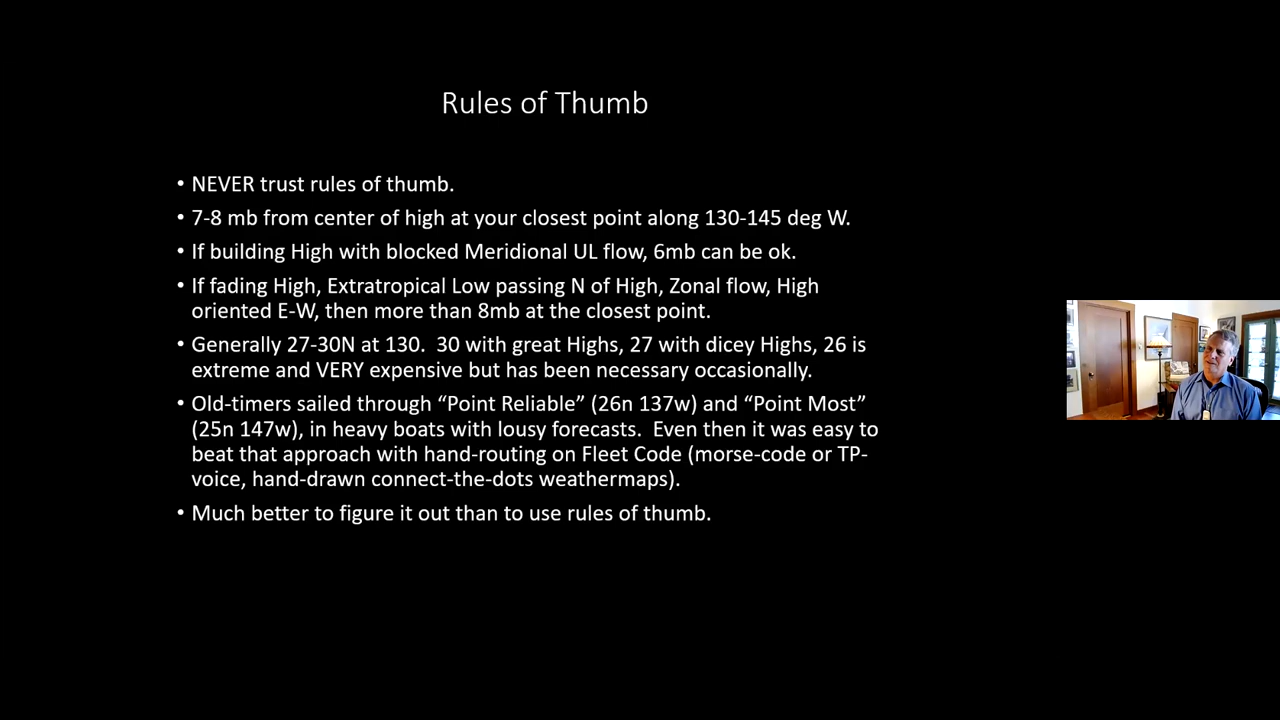 Rules of Thumb
• NEVER trust rules of thumb.
• 7-8 mb from center of high at your closest point along 130-145 deg W.
• If building High with blocked Meridional UL flow, 6mb can be ok.
• If fading High, Extratropical Low passing N of High, Zonal flow, High
oriented E-W, then more than 8mb at the closest point.
• Generally 27-30N at 130.  30 with great Highs, 27 with dicey Highs, 26 is
extreme and VERY expensive but has been necessary occasionally.
• Old-timers sailed through “Point Reliable” (26n 137w) and “Point Most”
(25n 147w), in heavy boats with lousy forecasts.  Even then it was easy to
beat that approach with hand-routing on Fleet Code (morse-code or TP-
voice, hand-drawn connect-the-dots weathermaps).
• Much better to figure it out than to use rules of thumb.